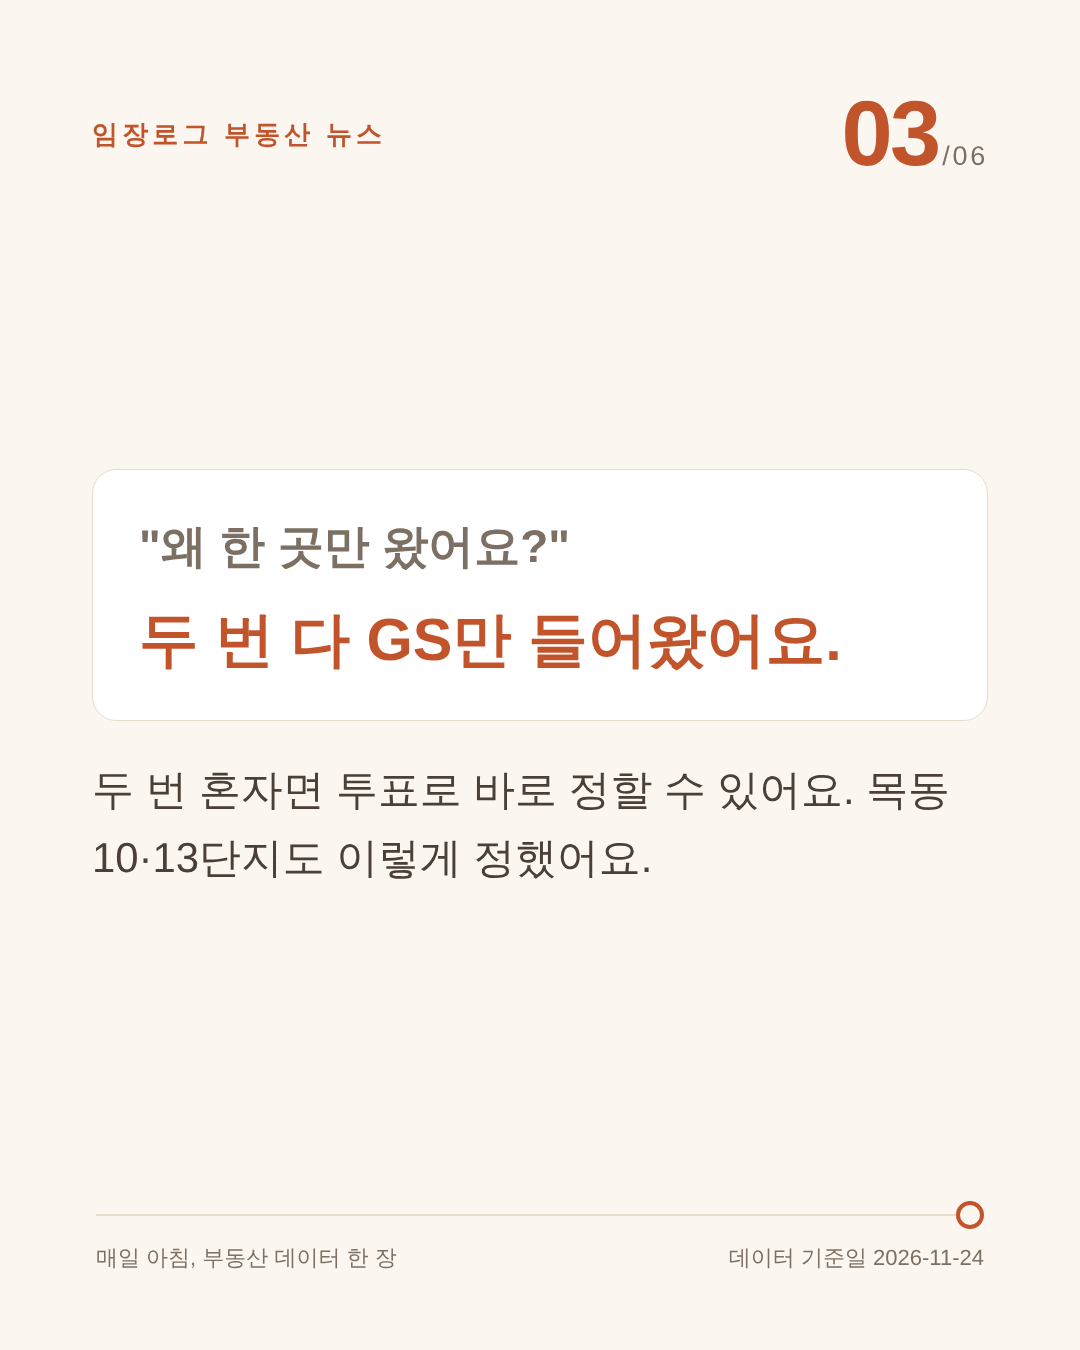 임장로그 부동산 뉴스
03/06
"왜 한 곳만 왔어요?"
두 번 다 GS만 들어왔어요.
두 번 혼자면 투표로 바로 정할 수 있어요. 목동
10·13단지도 이렇게 정했어요.
매일 아침, 부동산 데이터 한 장
데이터 기준일 2026-11-24